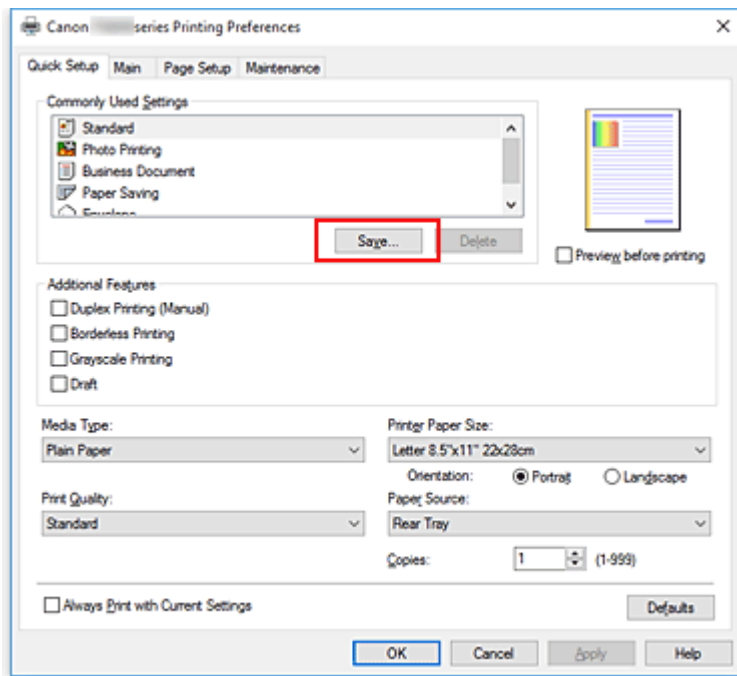 Canon series Printing Preferences
Quick Setup Main Page Setup Maintenance
Commonly Used Settings
Standard
Photo Printing
Business Document
Paper Saving
Envelope
Save... Delete
Preview before printing
Additional Features
Duplex Printing (Manual)
Borderless Printing
Grayscale Printing
Draft
Media Type: Printer Paper Size:
Plain Paper Letter 8.5"x11" 22x28cm
Orientation: Portrait Landscape
Print Quality: Paper Source:
Standard Rear Tray
Copies: 1 (1-999)
Always Print with Current Settings Defaults
OK Cancel Apply Help